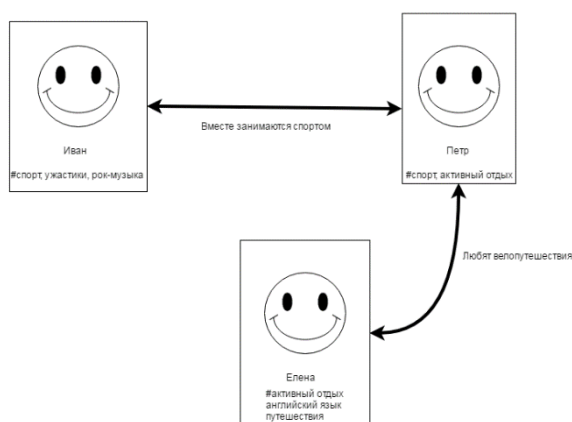 Вместе занимаются спортом
Иван
#спорт, ужастики, рок-музыка
Петр
#спорт, активный отдых
Любят велопутешествия
Елена
#активный отдых
английский язык
путешествия